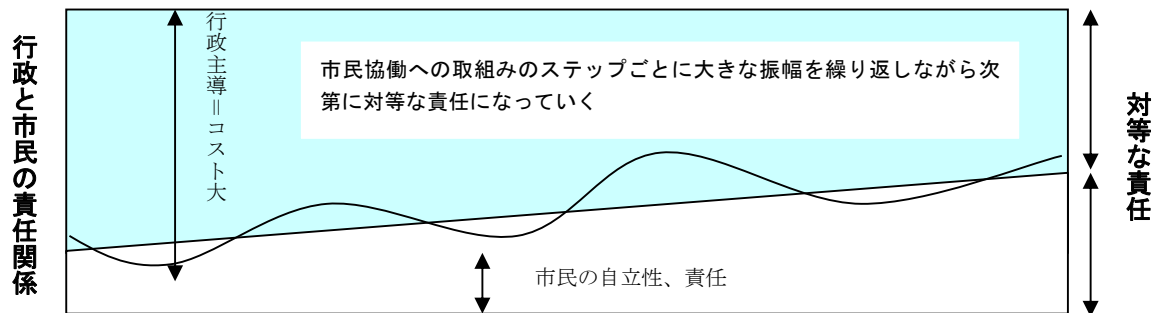 行政と市民の責任関係
行政主導＝コスト大
市民協働への取組みのステップごとに大きな振幅を繰り返しながら次
第に対等な責任になっていく
市民の自立性、責任
対等な責任